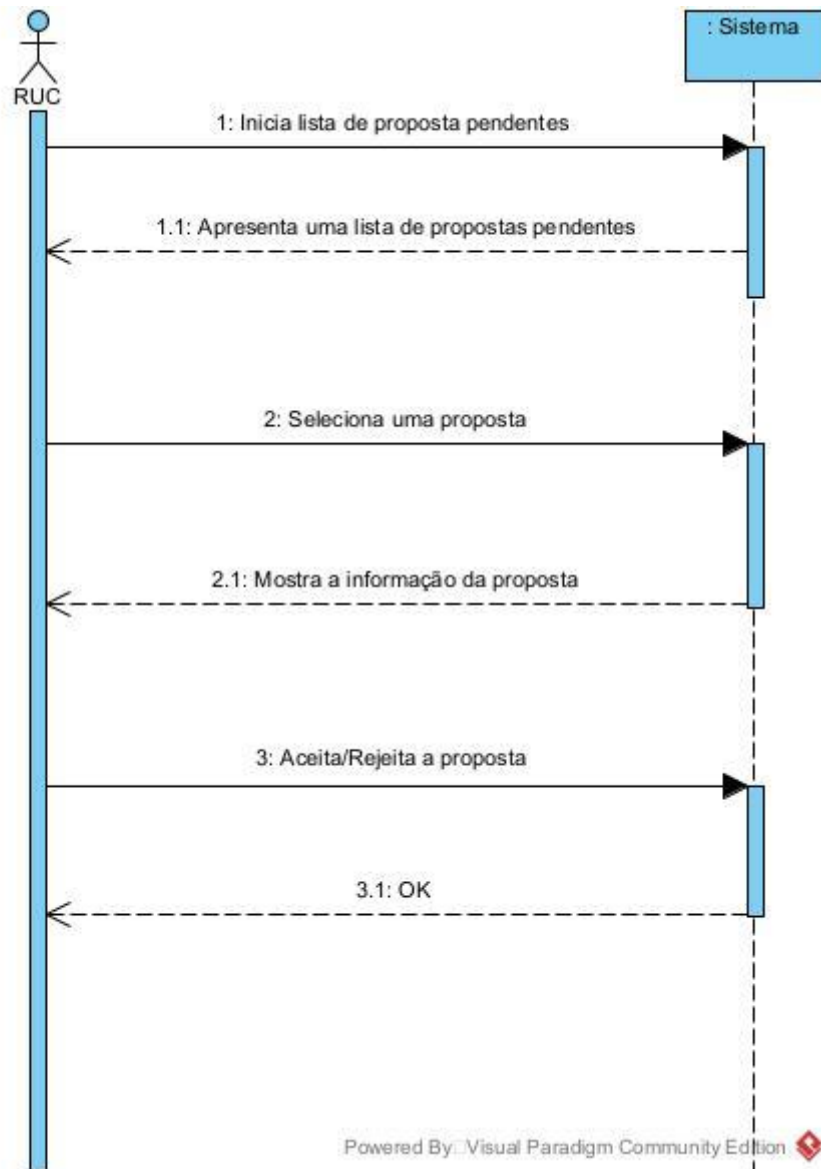 : Sistema
RUC
1: Inicia lista de proposta pendentes
1.1: Apresenta uma lista de propostas pendentes
2: Seleciona uma proposta
2.1: Mostra a informação da proposta
3: Aceita/Rejeita a proposta
3.1: OK
Powered By Visual Paradigm Community Edition